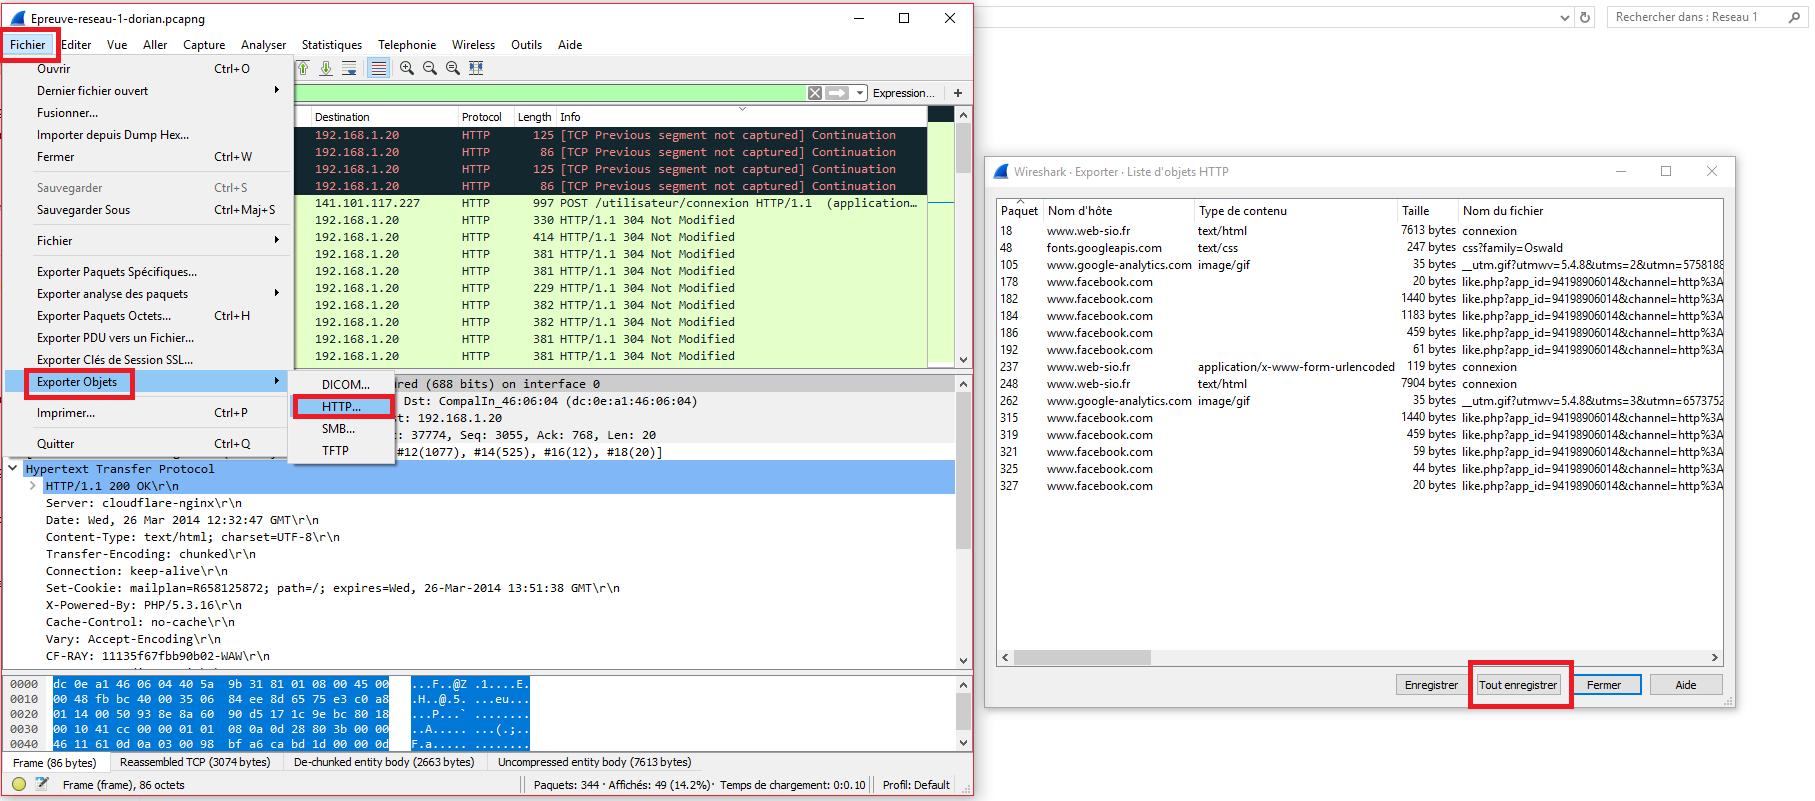 Epreuve-reseau-1-dorian.pcapng
Fichier Editer Vue Aller Capture Analyser Statistiques Telephonie Wireless Outils Aide
Ouvrir Ctrl+O
Dernier fichier ouvert
Fusionner...
Importer depuis Dump Hex...
Fermer Ctrl+W
Sauvegarder Ctrl+S
Sauvegarder Sous Ctrl+Maj+S
Fichier
Exporter Paquets Spécifiques...
Exporter analyse des paquets
Exporter Paquets Octets... Ctrl+H
Exporter PDU vers un Fichier...
Exporter Clés de Session SSL...
Exporter Objets
Imprimer... Ctrl+P
Quitter Ctrl+Q
DICOM...
HTTP...
SMB...
TFTP
Expression... +
Destination Protocol Length Info
192.168.1.20 HTTP 125 [TCP Previous segment not captured] Continuation
192.168.1.20 HTTP 86 [TCP Previous segment not captured] Continuation
192.168.1.20 HTTP 125 [TCP Previous segment not captured] Continuation
192.168.1.20 HTTP 86 [TCP Previous segment not captured] Continuation
141.101.117.227 HTTP 997 POST /utilisateur/connexion HTTP/1.1 (application…
192.168.1.20 HTTP 330 HTTP/1.1 304 Not Modified
192.168.1.20 HTTP 414 HTTP/1.1 304 Not Modified
192.168.1.20 HTTP 381 HTTP/1.1 304 Not Modified
192.168.1.20 HTTP 381 HTTP/1.1 304 Not Modified
192.168.1.20 HTTP 229 HTTP/1.1 304 Not Modified
192.168.1.20 HTTP 382 HTTP/1.1 304 Not Modified
192.168.1.20 HTTP 382 HTTP/1.1 304 Not Modified
192.168.1.20 HTTP 381 HTTP/1.1 304 Not Modified
192.168.1.20 HTTP 381 HTTP/1.1 304 Not Modified
ured (688 bits) on interface 0
Dst: CompalIn_46:06:04 (dc:0e:a1:46:06:04)
st: 192.168.1.20
: 37774, Seq: 3055, Ack: 768, Len: 20
#12(1077), #14(525), #16(12), #18(20)]
Hypertext Transfer Protocol
HTTP/1.1 200 OK\r\n
Server: cloudflare-nginx\r\n
Date: Wed, 26 Mar 2014 12:32:47 GMT\r\n
Content-Type: text/html; charset=UTF-8\r\n
Transfer-Encoding: chunked\r\n
Connection: keep-alive\r\n
Set-Cookie: mailplan=R658125872; path=/; expires=Wed, 26-Mar-2014 13:51:38 GMT\r\n
X-Powered-By: PHP/5.3.16\r\n
Cache-Control: no-cache\r\n
Vary: Accept-Encoding\r\n
CF-RAY: 11135f67fbb90b02-WAW\r\n
0000 dc 0e a1 46 06 04 40 5a 9b 31 81 01 08 00 45 00 ...F..@Z .1....E.
0010 00 48 fb bc 40 00 35 06 84 ee 8d 65 75 e3 c0 a8 .H..@.5. ...eu...
0020 01 14 00 50 93 8e 8a 60 90 d5 17 1c 9e bc 80 18 ...P...` ........
0030 00 10 41 cc 00 00 01 01 08 0a 0d 28 80 3b 00 00 ..A..... ...(.;..
0040 46 11 61 0d 0a 03 00 98 bf a6 ca bd 1d 00 00 0d F.a..... ........
Frame (86 bytes) Reassembled TCP (3074 bytes) De-chunked entity body (2663 bytes) Uncompressed entity body (7613 bytes)
Frame (frame), 86 octets Paquets: 344 · Affichés: 49 (14.2%) · Temps de chargement: 0:0.10 Profil: Default
Rechercher dans : Reseau 1
Wireshark · Exporter · Liste d'objets HTTP
Paquet Nom d'hôte Type de contenu Taille Nom du fichier
18 www.web-sio.fr text/html 7613 bytes connexion
48 fonts.googleapis.com text/css 247 bytes css?family=Oswald
105 www.google-analytics.com image/gif 35 bytes __utm.gif?utmwv=5.4.8&utms=2&utmn=5758188
178 www.facebook.com 20 bytes like.php?app_id=94198906014&channel=http%3A
182 www.facebook.com 1440 bytes like.php?app_id=94198906014&channel=http%3A
184 www.facebook.com 1183 bytes like.php?app_id=94198906014&channel=http%3A
186 www.facebook.com 459 bytes like.php?app_id=94198906014&channel=http%3A
192 www.facebook.com 61 bytes like.php?app_id=94198906014&channel=http%3A
237 www.web-sio.fr application/x-www-form-urlencoded 119 bytes connexion
248 www.web-sio.fr text/html 7904 bytes connexion
262 www.google-analytics.com image/gif 35 bytes __utm.gif?utmwv=5.4.8&utms=3&utmn=6573752
315 www.facebook.com 1440 bytes like.php?app_id=94198906014&channel=http%3A
319 www.facebook.com 459 bytes like.php?app_id=94198906014&channel=http%3A
321 www.facebook.com 59 bytes like.php?app_id=94198906014&channel=http%3A
325 www.facebook.com 44 bytes like.php?app_id=94198906014&channel=http%3A
327 www.facebook.com 20 bytes like.php?app_id=94198906014&channel=http%3A
Enregistrer Tout enregistrer Fermer Aide